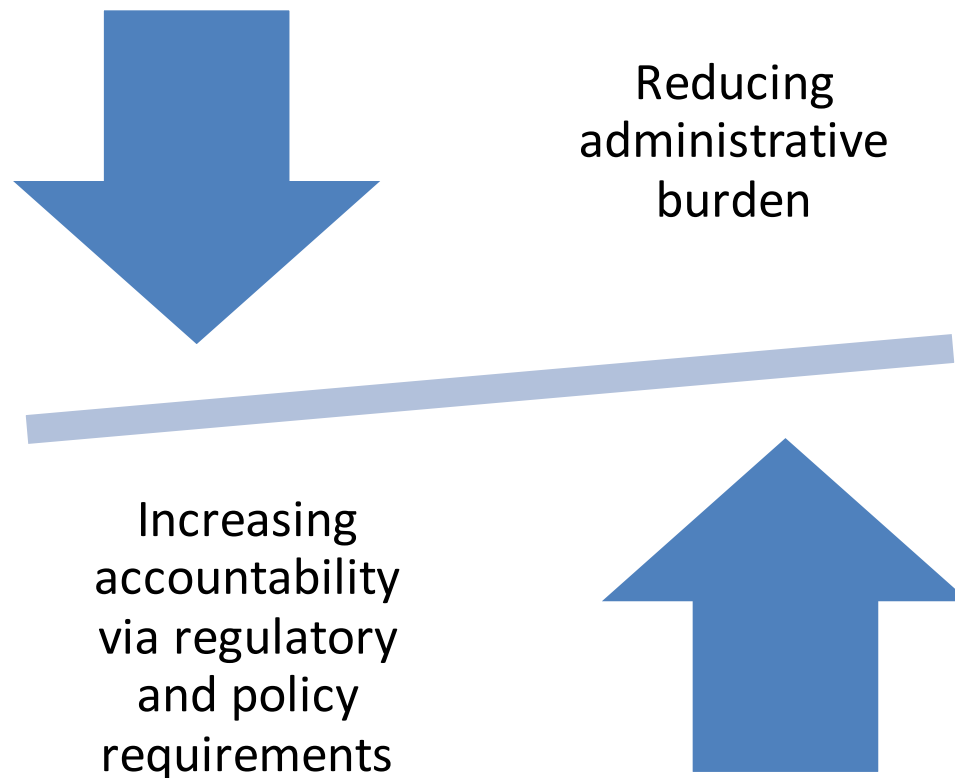 Reducing
administrative
burden
Increasing
accountability
via regulatory
and policy
requirements